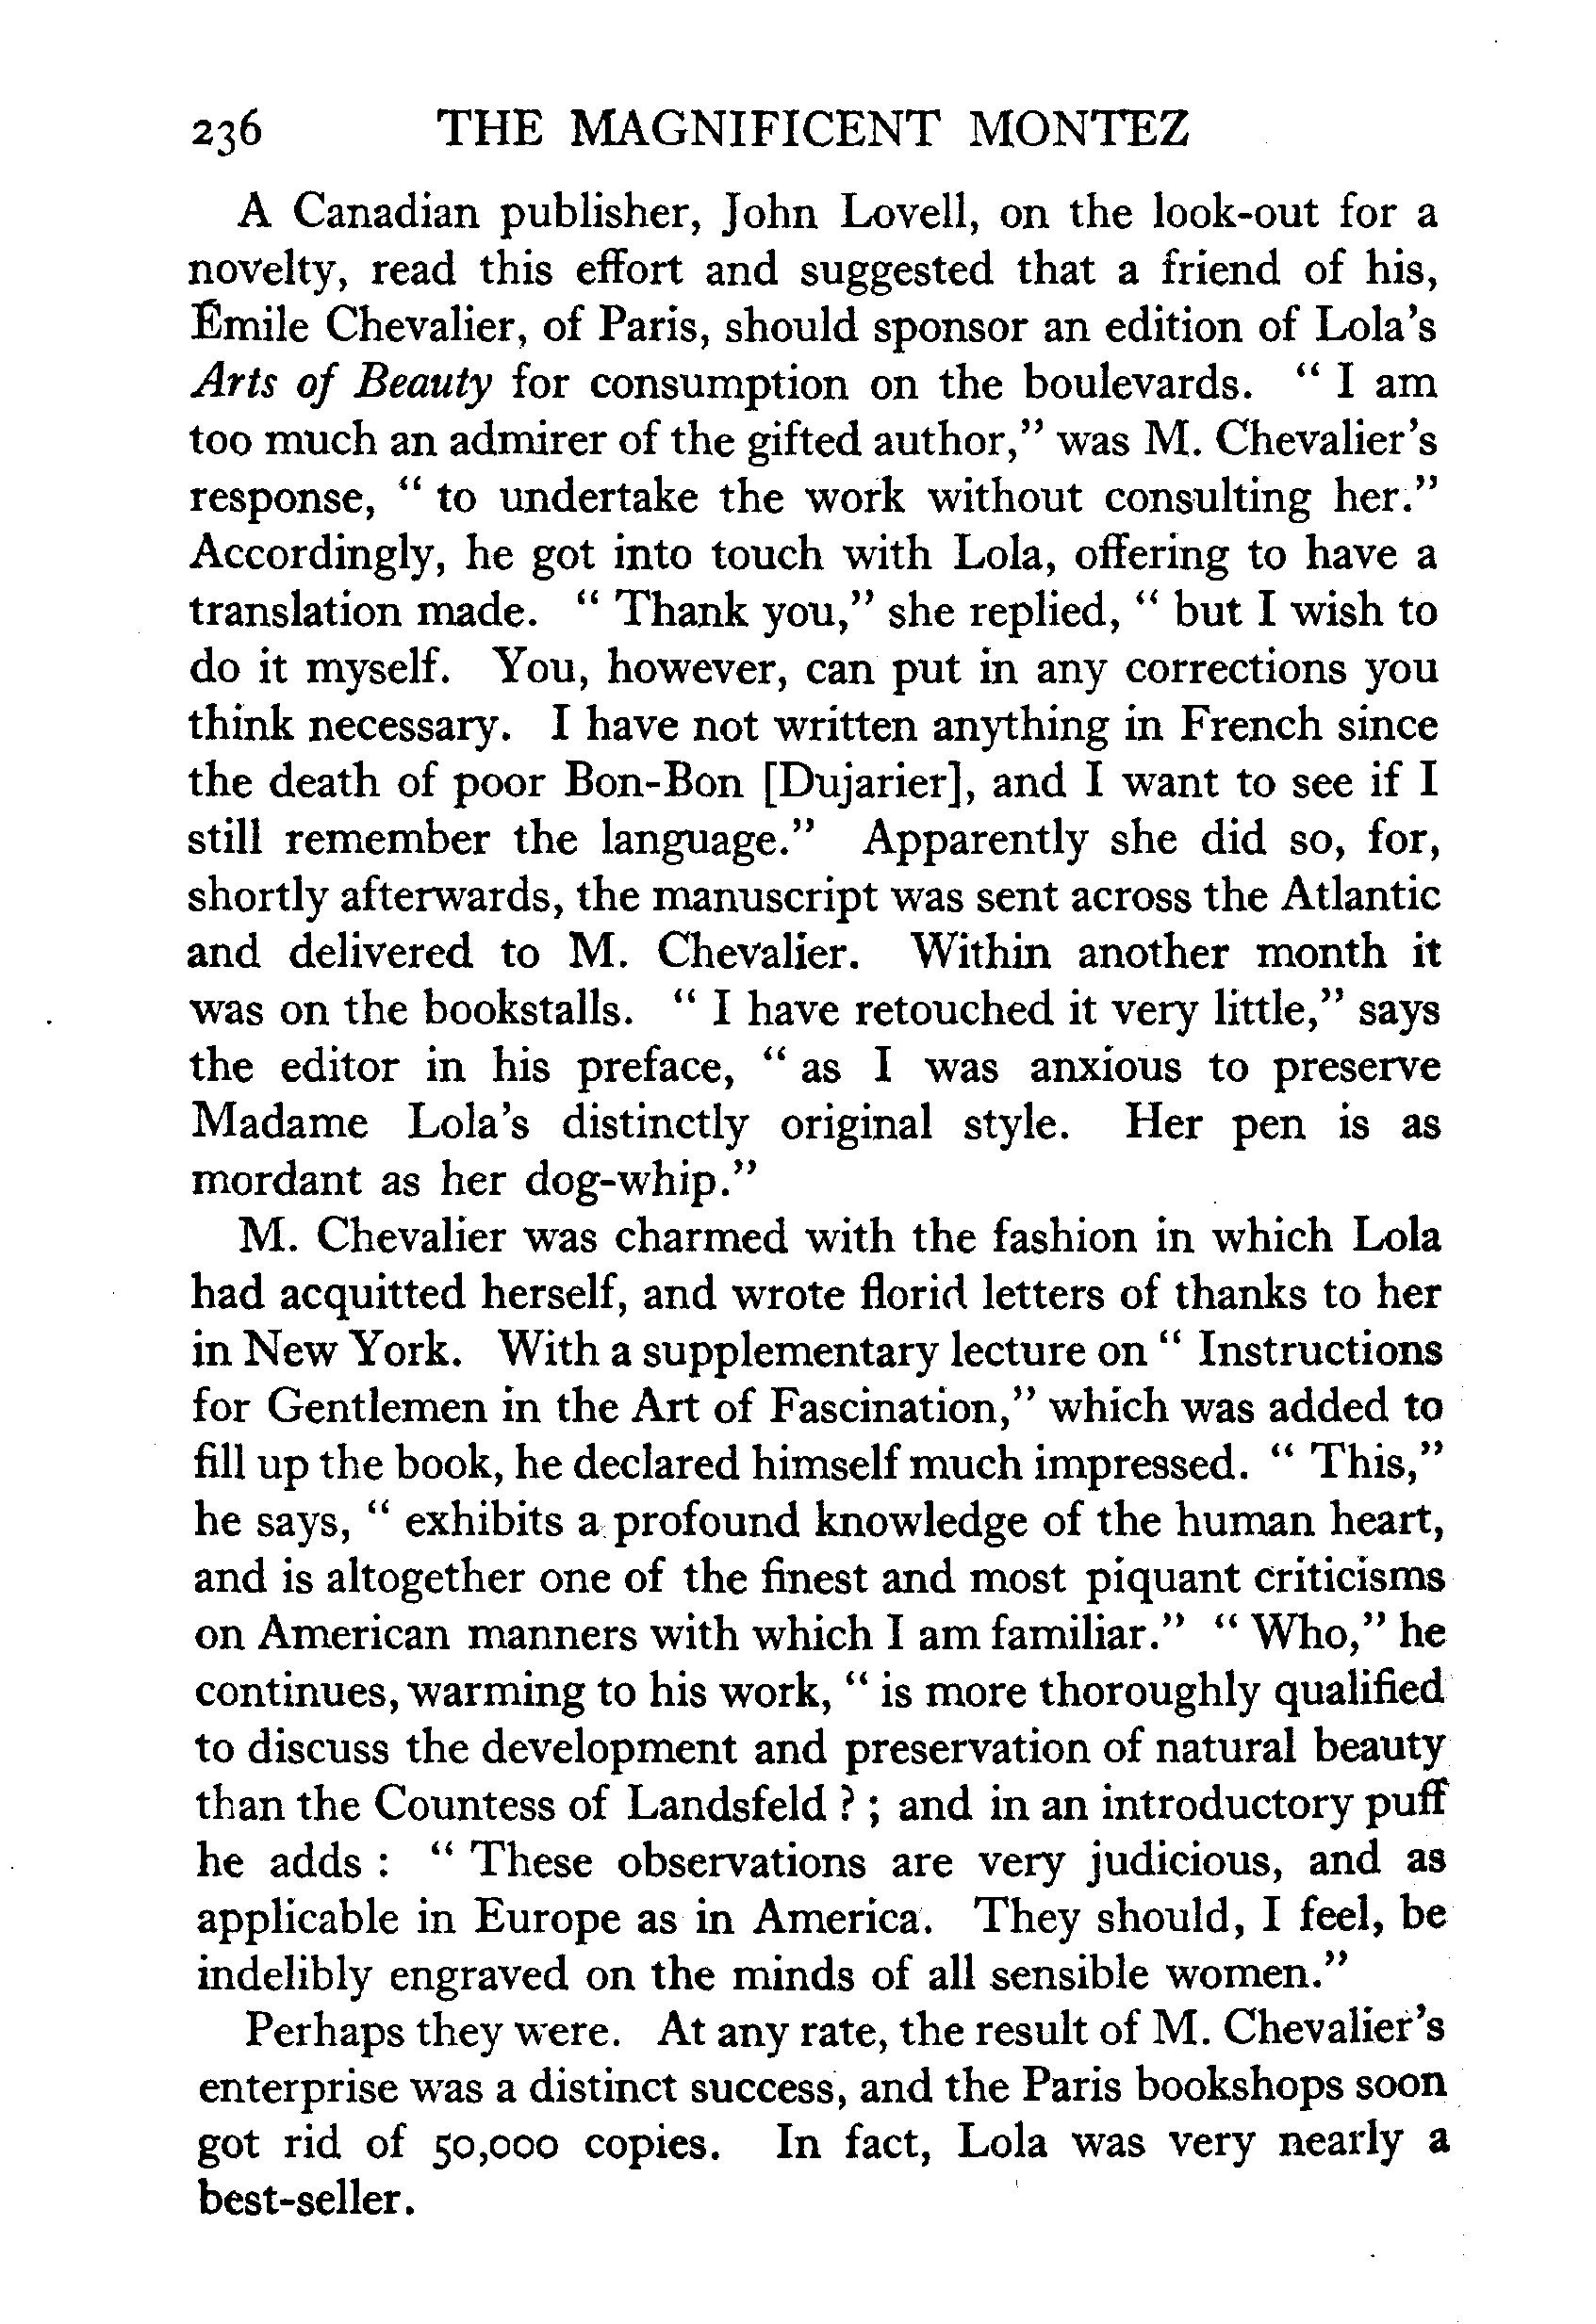 236 THE MAGNIFICENT MONTEZ
A Canadian publisher, John Lovell, on the look-out for a
novelty, read this effort and suggested that a friend of his,
Émile Chevalier, of Paris, should sponsor an edition of Lola's
Arts of Beauty for consumption on the boulevards. " I am
too much an admirer of the gifted author," was M. Chevalier's
response, " to undertake the work without consulting her."
Accordingly, he got into touch with Lola, offering to have a
translation made. " Thank you," she replied, " but I wish to
do it myself. You, however, can put in any corrections you
think necessary. I have not written anything in French since
the death of poor Bon-Bon [Dujarier], and I want to see if I
still remember the language." Apparently she did so, for,
shortly afterwards, the manuscript was sent across the Atlantic
and delivered to M. Chevalier. Within another month it
was on the bookstalls. " I have retouched it very little," says
the editor in his preface, " as I was anxious to preserve
Madame Lola's distinctly original style. Her pen is as
mordant as her dog-whip."
M. Chevalier was charmed with the fashion in which Lola
had acquitted herself, and wrote florid letters of thanks to her
in New York. With a supplementary lecture on " Instructions
for Gentlemen in the Art of Fascination," which was added to
fill up the book, he declared himself much impressed. " This,"
he says, " exhibits a profound knowledge of the human heart,
and is altogether one of the finest and most piquant criticisms
on American manners with which I am familiar." " Who," he
continues, warming to his work, " is more thoroughly qualified
to discuss the development and preservation of natural beauty
than the Countess of Landsfeld ? ; and in an introductory puff
he adds : " These observations are very judicious, and as
applicable in Europe as in America. They should, I feel, be
indelibly engraved on the minds of all sensible women."
Perhaps they were. At any rate, the result of M. Chevalier's
enterprise was a distinct success, and the Paris bookshops soon
got rid of 50,000 copies. In fact, Lola was very nearly a
best-seller.